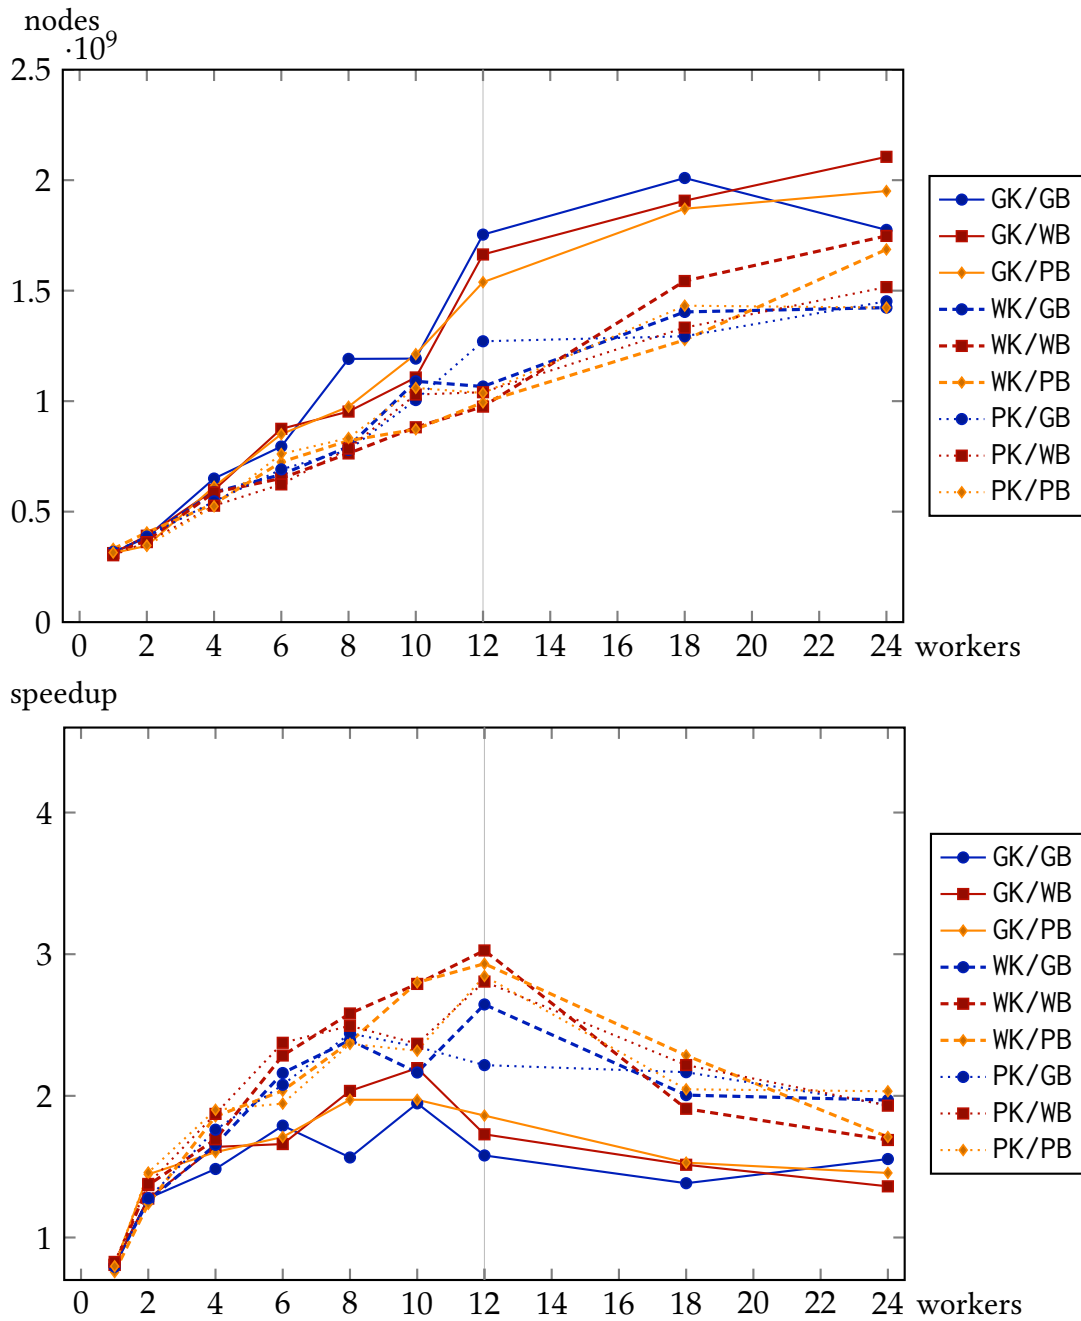 nodes
·10⁹
2.5
2
1.5
1
0.5
0
0 2 4 6 8 10 12 14 16 18 20 22 24 workers
GK/GB
GK/WB
GK/PB
WK/GB
WK/WB
WK/PB
PK/GB
PK/WB
PK/PB
speedup
4
3
2
1
0 2 4 6 8 10 12 14 16 18 20 22 24 workers
GK/GB
GK/WB
GK/PB
WK/GB
WK/WB
WK/PB
PK/GB
PK/WB
PK/PB